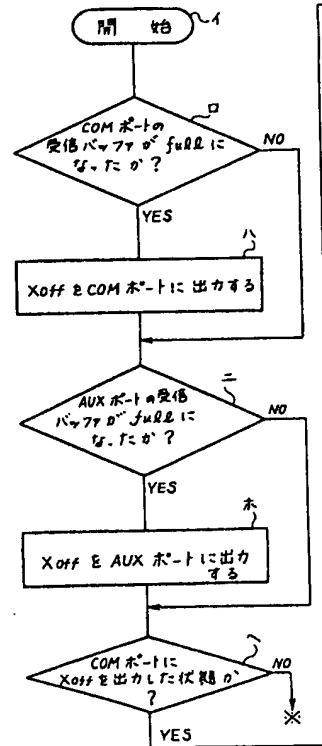 開始
イ
ロ
COMポートの
受信バッファがfullに
なったか?
NO
YES
ハ
XoffをCOMポートに出力する
ニ
AUXポートの受信
バッファがfullに
なったか?
NO
YES
ホ
XoffをAUXポートに出力
する
ヘ
COMポートに
Xoffを出力した状態か
?
NO
※
YES